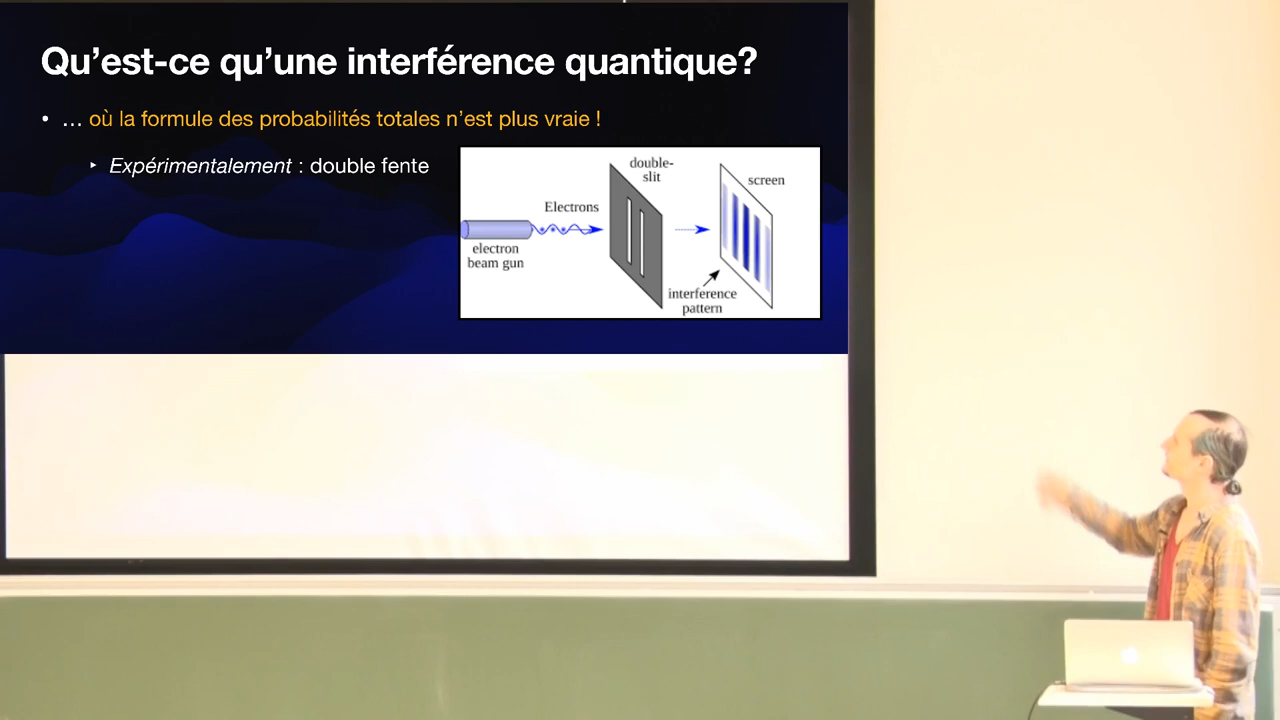 Qu’est-ce qu’une interférence quantique?
• … où la formule des probabilités totales n’est plus vraie !
‣ Expérimentalement : double fente
double-
slit
screen
Electrons
electron
beam gun
interference
pattern